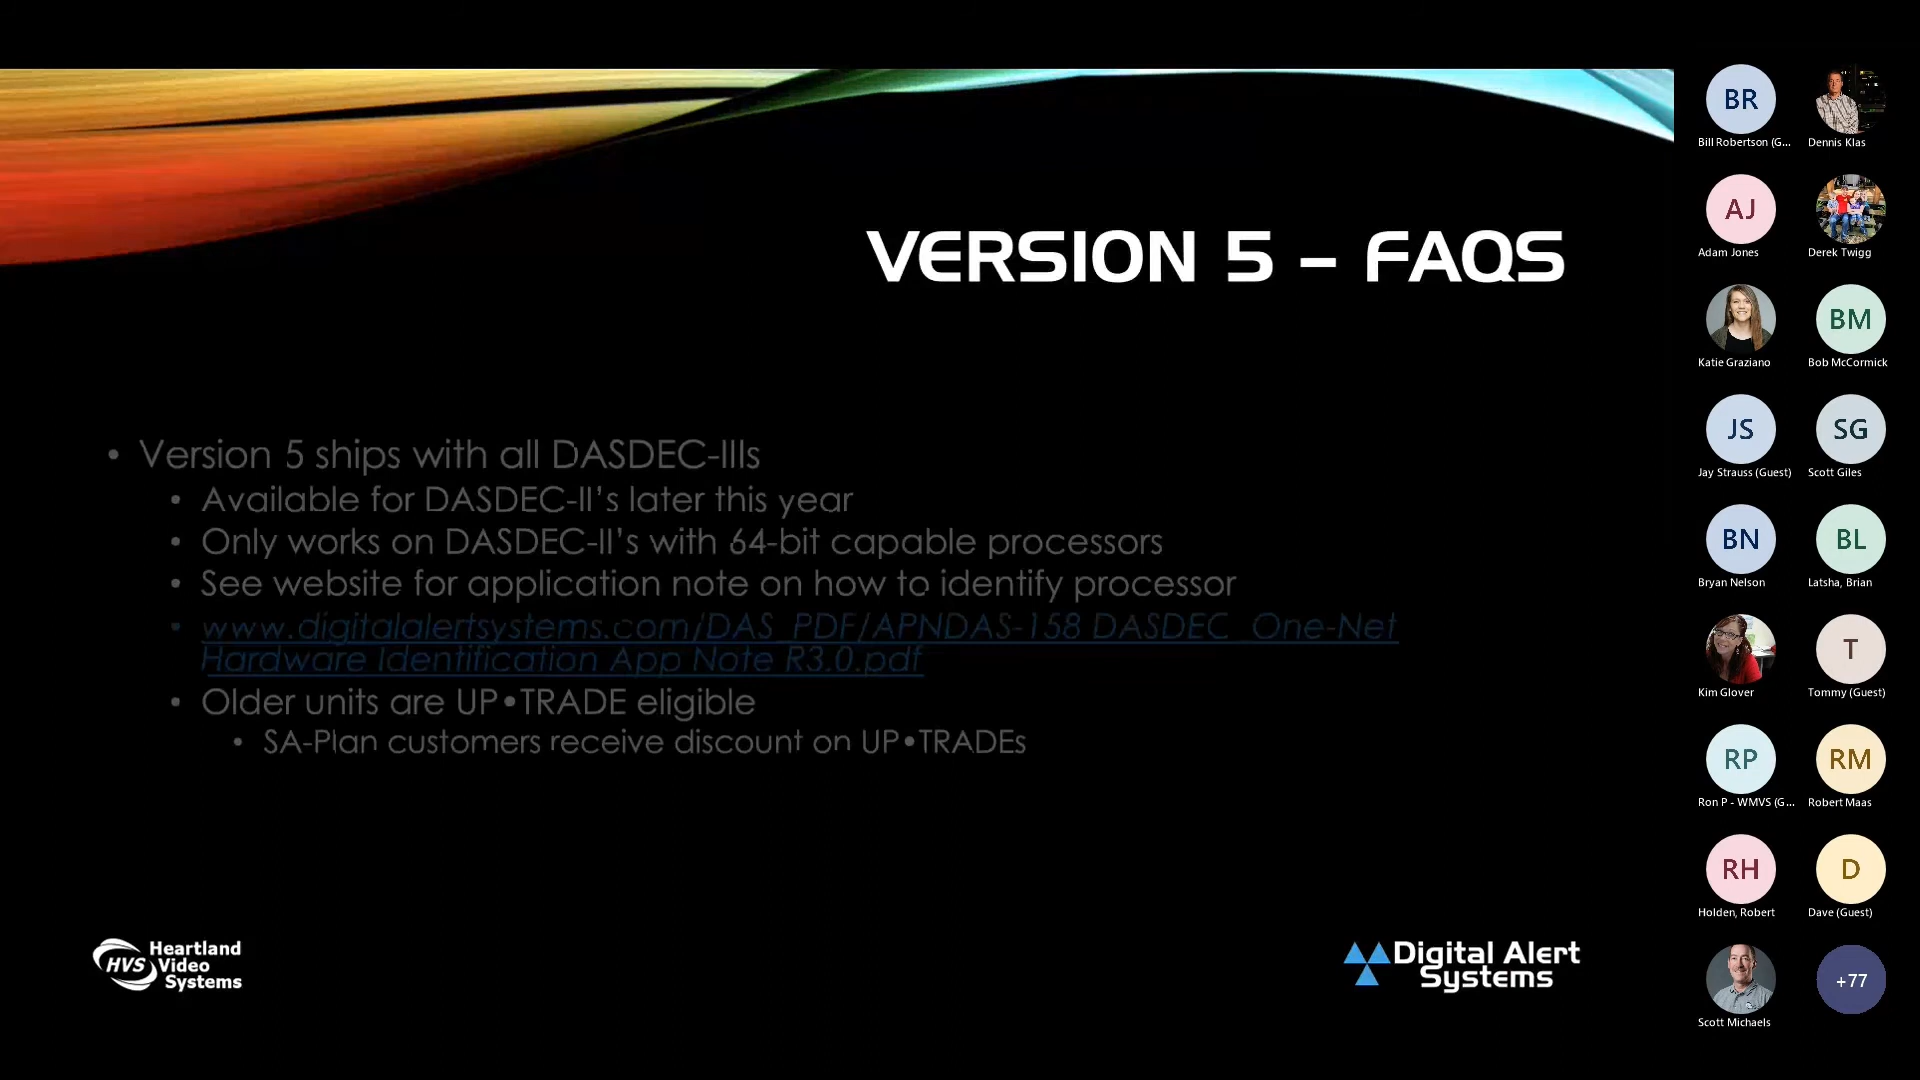 VERSION 5 – FAQS
• Version 5 ships with all DASDEC-IIIs
• Available for DASDEC-II’s later this year
• Only works on DASDEC-II’s with 64-bit capable processors
• See website for application note on how to identify processor
• www.digitalalertsystems.com/DAS_PDF/APNDAS-158 DASDEC_One-Net
Hardware Identification App Note R3.0.pdf
• Older units are UP•TRADE eligible
• SA-Plan customers receive discount on UP•TRADEs
HVS
Heartland
Video
Systems
Digital Alert
Systems
BR
Bill Robertson (G...
Dennis Klas
AJ
Adam Jones
Derek Twigg
Katie Graziano
BM
Bob McCormick
JS
Jay Strauss (Guest)
SG
Scott Giles
BN
Bryan Nelson
BL
Latsha, Brian
Kim Glover
T
Tommy (Guest)
RP
Ron P - WMVS (G...
RM
Robert Maas
RH
Holden, Robert
D
Dave (Guest)
Scott Michaels
+77